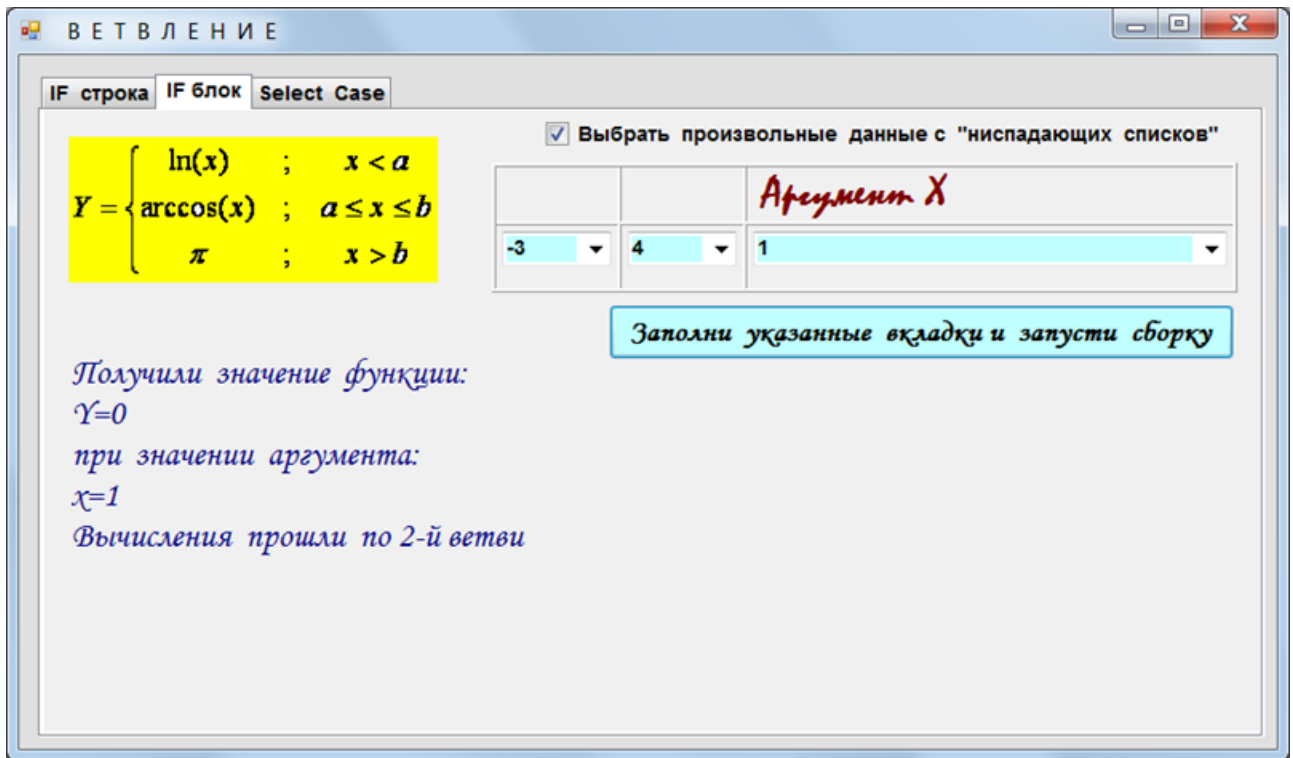 В Е Т В Л Е Н И Е
IF строка IF блок Select Case
Выбрать произвольные данные с "ниспадающих списков"
Y = { ln(x) ; x < a
arccos(x) ; a ≤ x ≤ b
π ; x > b
Аргумент X
-3 4 1
Заполни указанные вкладки и запусти сборку
Получили значение функции:
Y=0
при значении аргумента:
x=1
Вычисления прошли по 2-й ветви